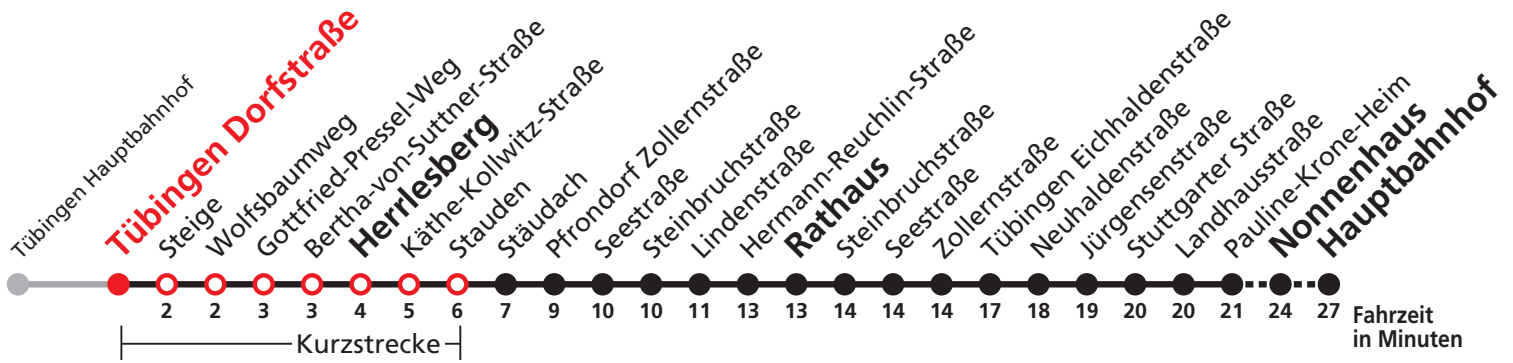 Tübingen Hauptbahnhof
Tübingen Dorfstraße
Steige
Wolfsbaumweg
Gottfried-Pressel-Weg
Bertha-von-Suttner-Straße
Herrlesberg
Käthe-Kollwitz-Straße
Stauden
Stäudach
Pfrondorf Zollernstraße
Seestraße
Steinbruchstraße
Lindenstraße
Hermann-Reuchlin-Straße
Rathaus
Steinbruchstraße
Seestraße
Zollernstraße
Tübingen Eichhaldenstraße
Neuhaldenstraße
Jürgensenstraße
Stuttgarter Straße
Landhausstraße
Pauline-Krone-Heim
Nonnenhaus
Hauptbahnhof
2 2 3 3 4 5 6 7 9 10 10 11 13 13 14 14 14 17 18 19 20 20 21 24 27
Fahrzeit
in Minuten
Kurzstrecke